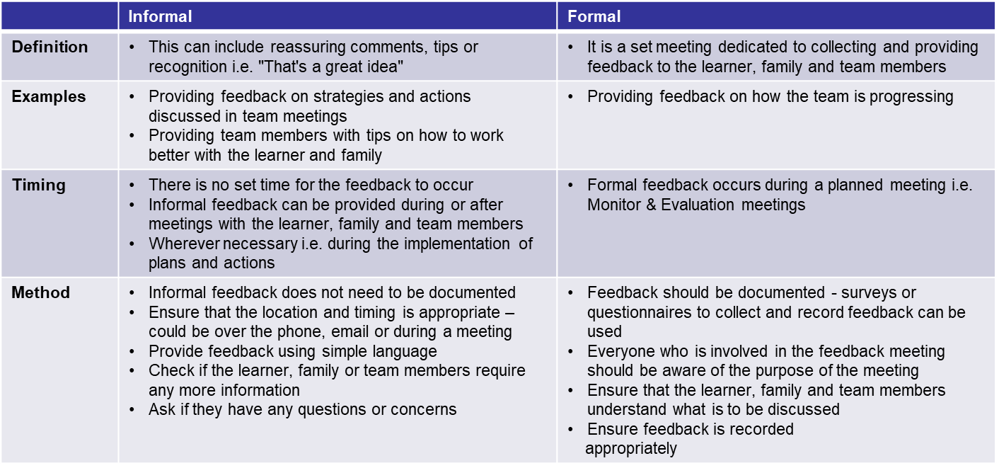 Informal
Formal
Definition
• This can include reassuring comments, tips or
recognition i.e. "That's a great idea"
• It is a set meeting dedicated to collecting and providing
feedback to the learner, family and team members
Examples
• Providing feedback on strategies and actions
discussed in team meetings
• Providing team members with tips on how to work
better with the learner and family
• Providing feedback on how the team is progressing
Timing
• There is no set time for the feedback to occur
• Informal feedback can be provided during or after
meetings with the learner, family and team members
• Wherever necessary i.e. during the implementation of
plans and actions
• Formal feedback occurs during a planned meeting i.e.
Monitor & Evaluation meetings
Method
• Informal feedback does not need to be documented
• Ensure that the location and timing is appropriate –
could be over the phone, email or during a meeting
• Provide feedback using simple language
• Check if the learner, family or team members require
any more information
• Ask if they have any questions or concerns
• Feedback should be documented - surveys or
questionnaires to collect and record feedback can be
used
• Everyone who is involved in the feedback meeting
should be aware of the purpose of the meeting
• Ensure that the learner, family and team members
understand what is to be discussed
• Ensure feedback is recorded
appropriately